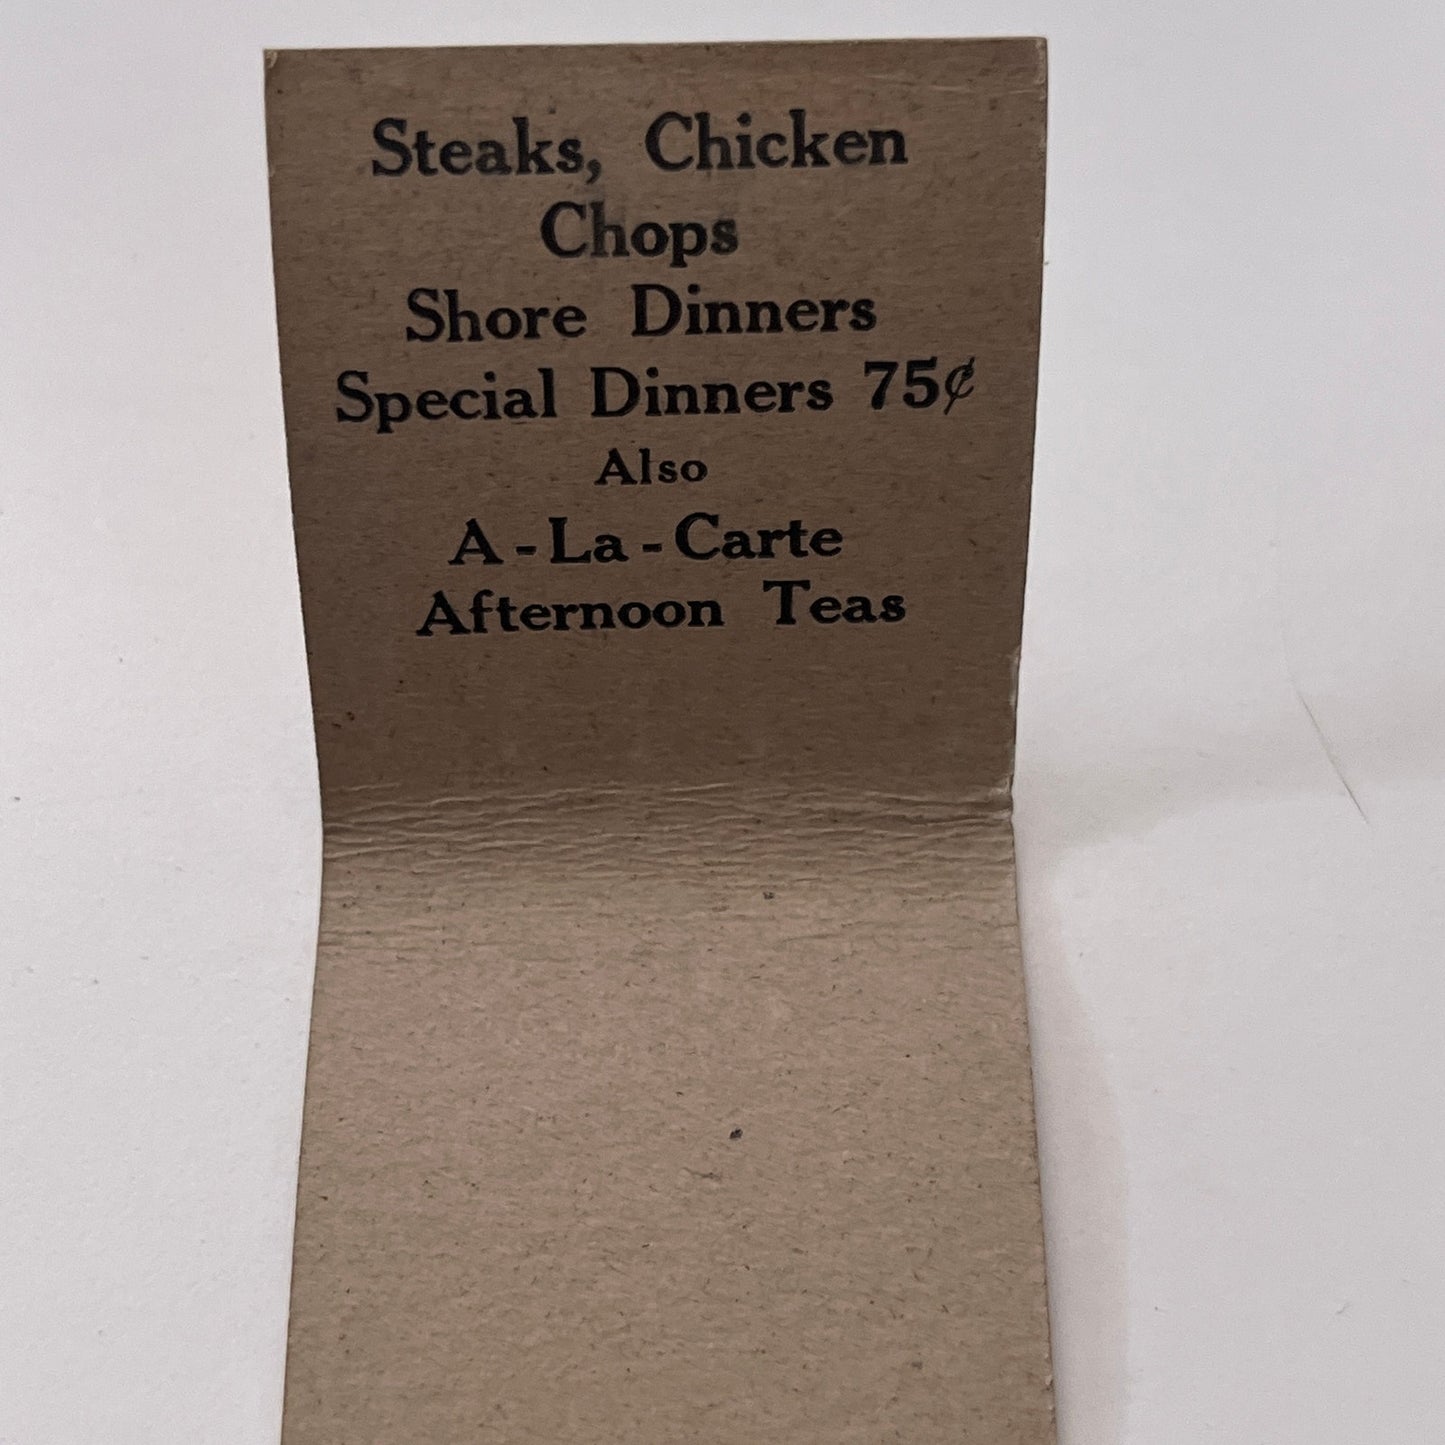 Steaks, Chicken
Chops
Shore Dinners
Special Dinners 75¢
Also
A-La-Carte
Afternoon Teas